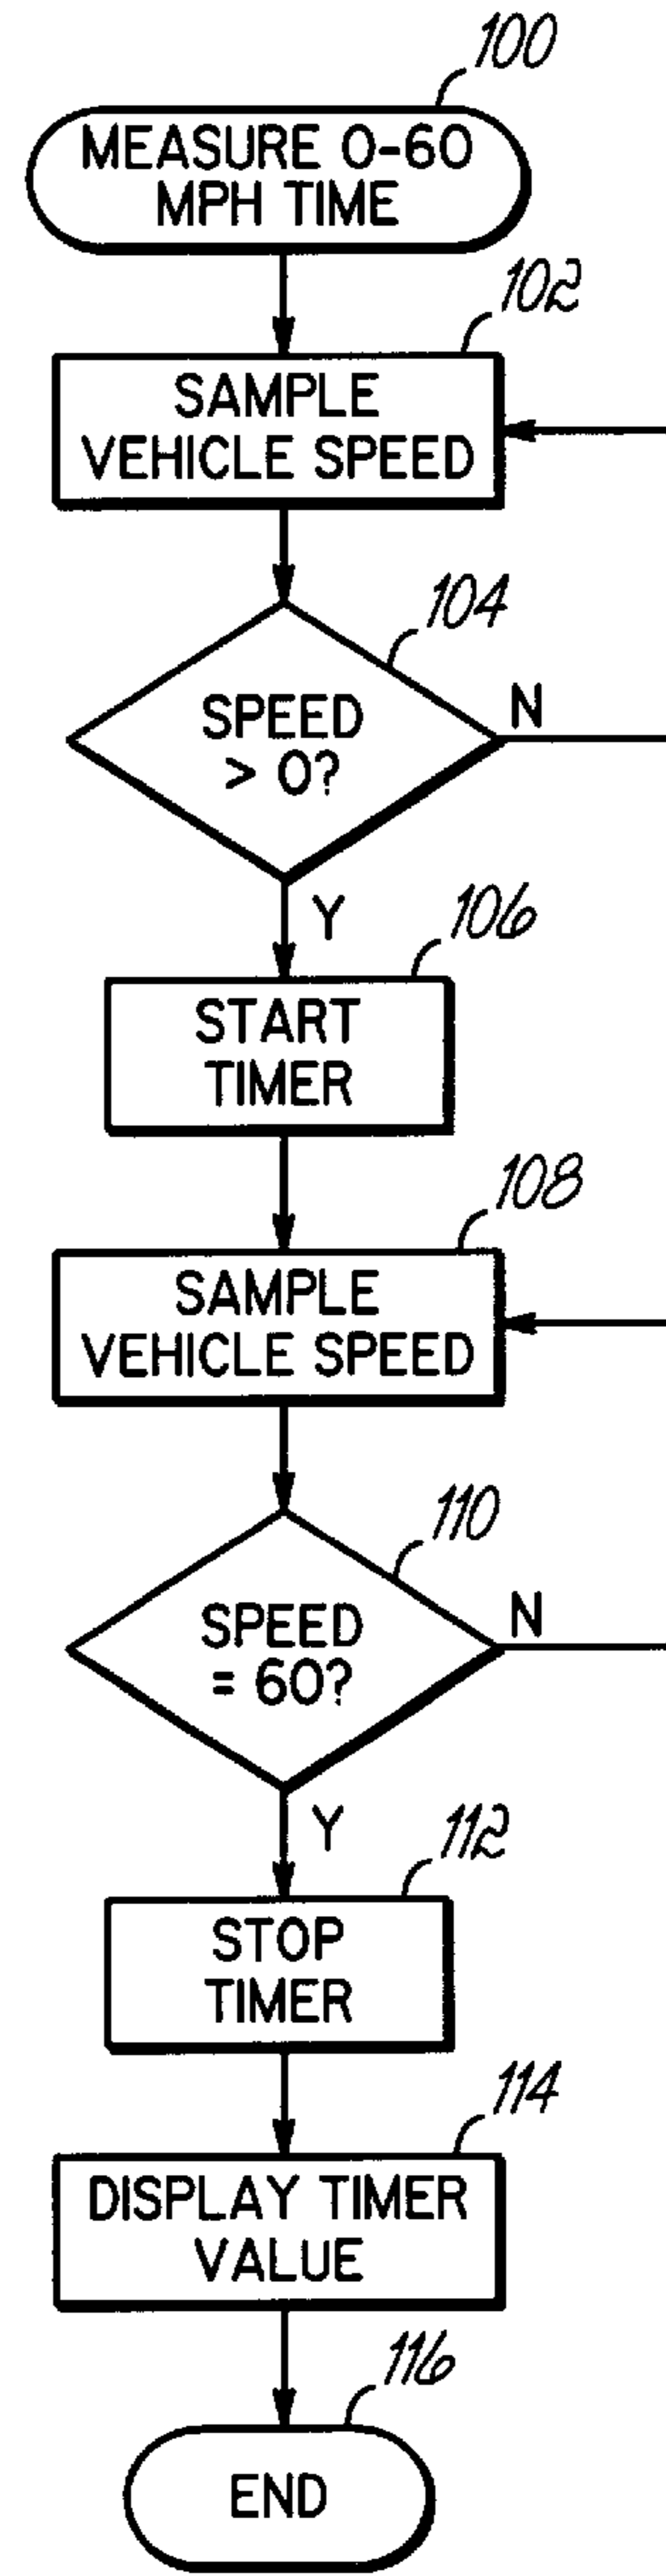 100
MEASURE 0-60
MPH TIME
102
SAMPLE
VEHICLE SPEED
104
SPEED
> 0?
N
Y
106
START
TIMER
108
SAMPLE
VEHICLE SPEED
110
SPEED
= 60?
N
Y
112
STOP
TIMER
114
DISPLAY TIMER
VALUE
116
END